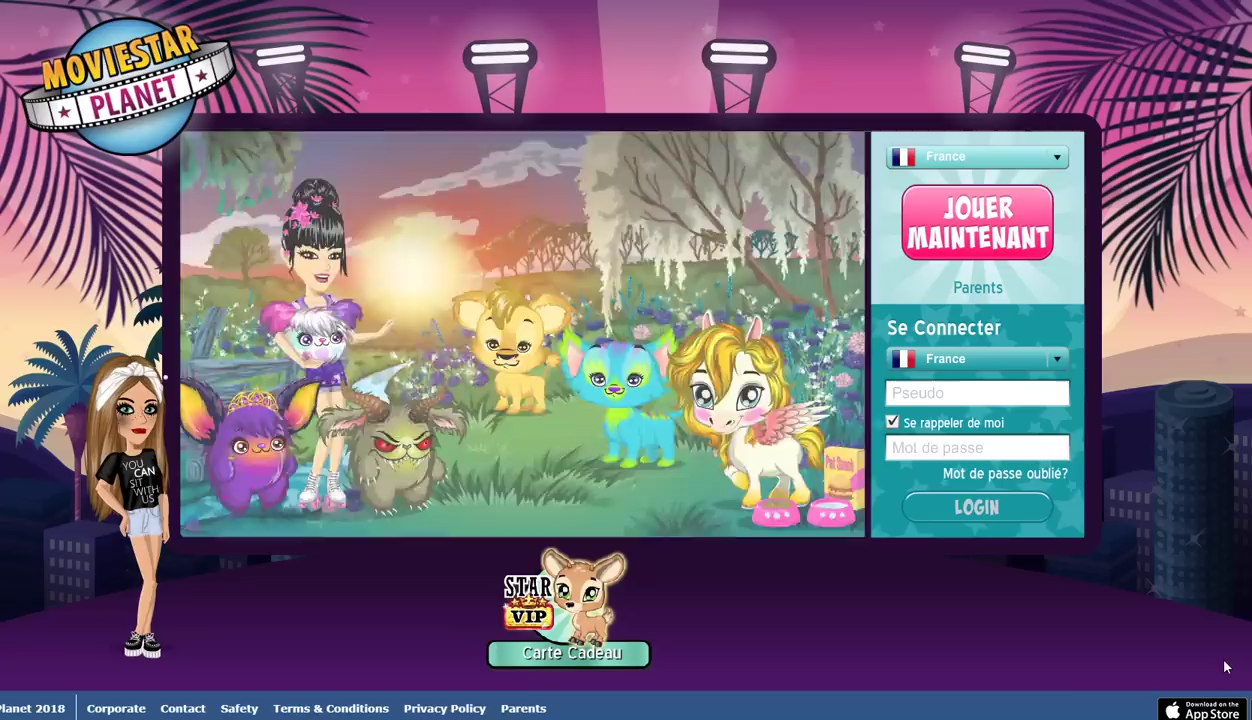 MOVIESTAR
PLANET
France
JOUER
MAINTENANT
Parents
Se Connecter
France
Pseudo
Se rappeler de moi
Mot de passe
Mot de passe oublié?
LOGIN
YOU
CAN
SIT
WITH
US
STAR
VIP
Carte Cadeau
Planet 2018 Corporate Contact Safety Terms & Conditions Privacy Policy Parents
Download on the
App Store